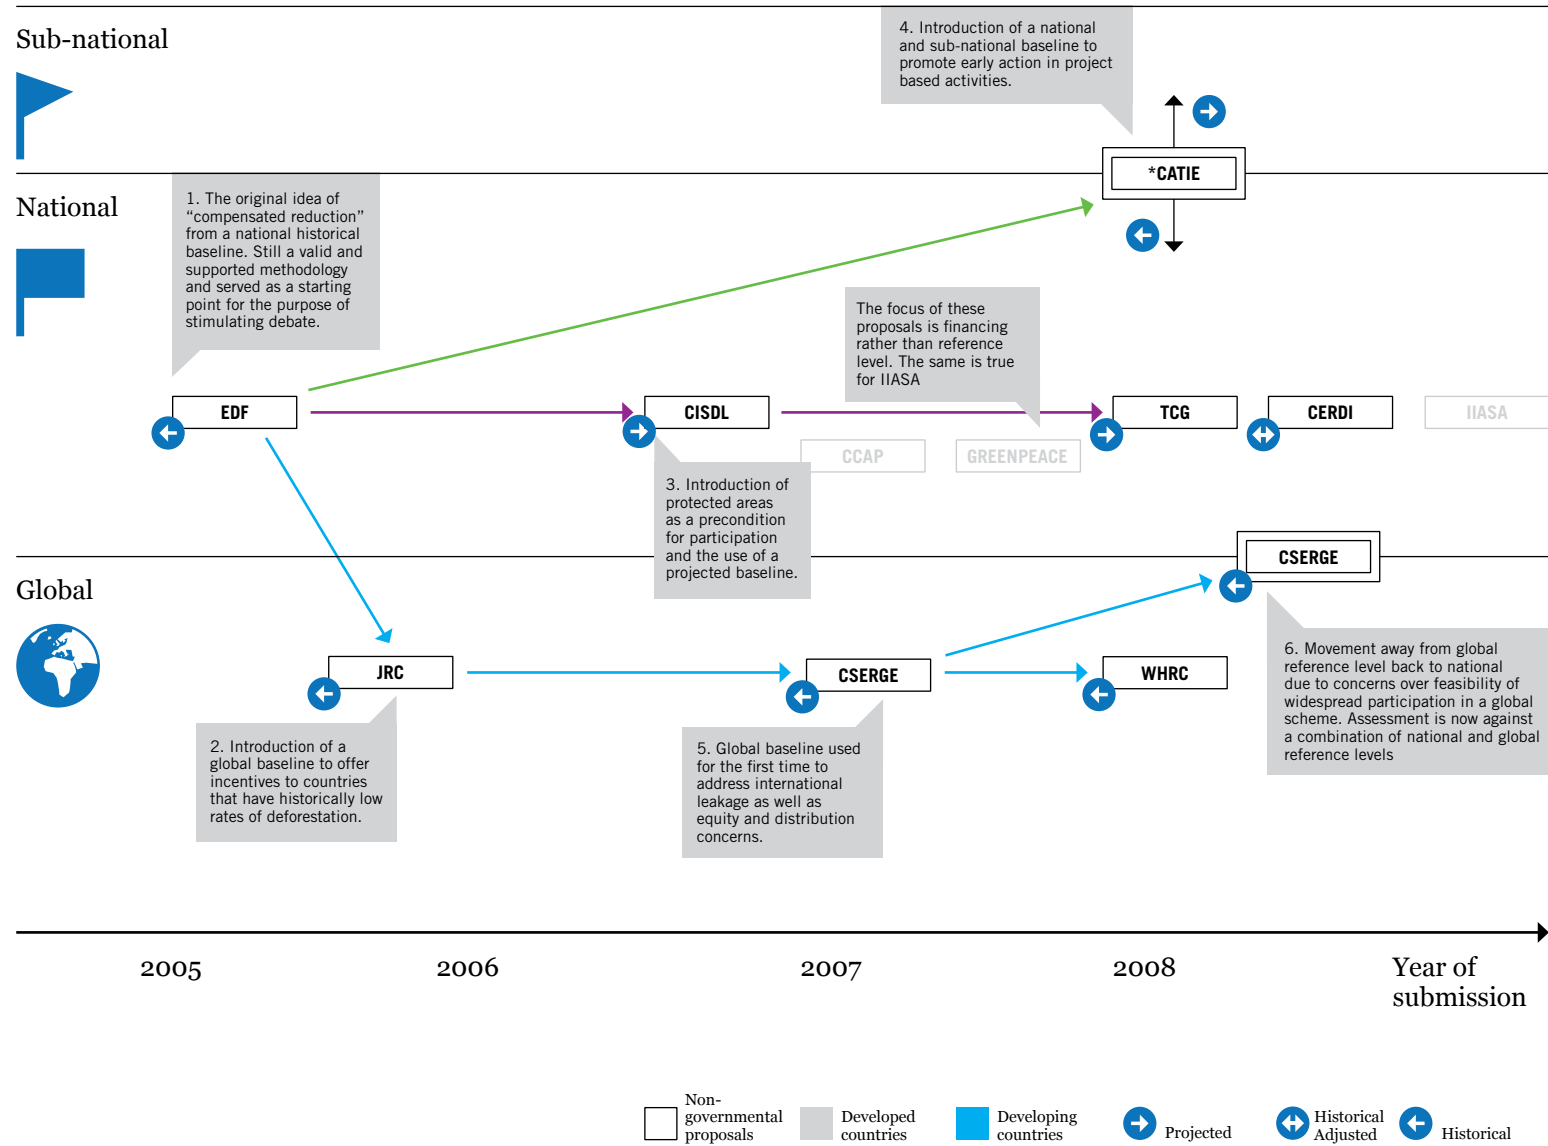 Sub-national
4. Introduction of a national
and sub-national baseline to
promote early action in project
based activities.
*CATIE
National
1. The original idea of
“compensated reduction”
from a national historical
baseline. Still a valid and
supported methodology
and served as a starting
point for the purpose of
stimulating debate.
The focus of these
proposals is financing
rather than reference
level. The same is true
for IIASA
EDF
CISDL
TCG
CERDI
IIASA
CCAP
GREENPEACE
3. Introduction of
protected areas
as a precondition
for participation
and the use of a
projected baseline.
Global
CSERGE
JRC
CSERGE
WHRC
6. Movement away from global
reference level back to national
due to concerns over feasibility of
widespread participation in a global
scheme. Assessment is now against
a combination of national and global
reference levels
2. Introduction of a
global baseline to offer
incentives to countries
that have historically low
rates of deforestation.
5. Global baseline used
for the first time to
address international
leakage as well as
equity and distribution
concerns.
2005
2006
2007
2008
Year of
submission
Non-
governmental
proposals
Developed
countries
Developing
countries
Projected
Historical
Adjusted
Historical